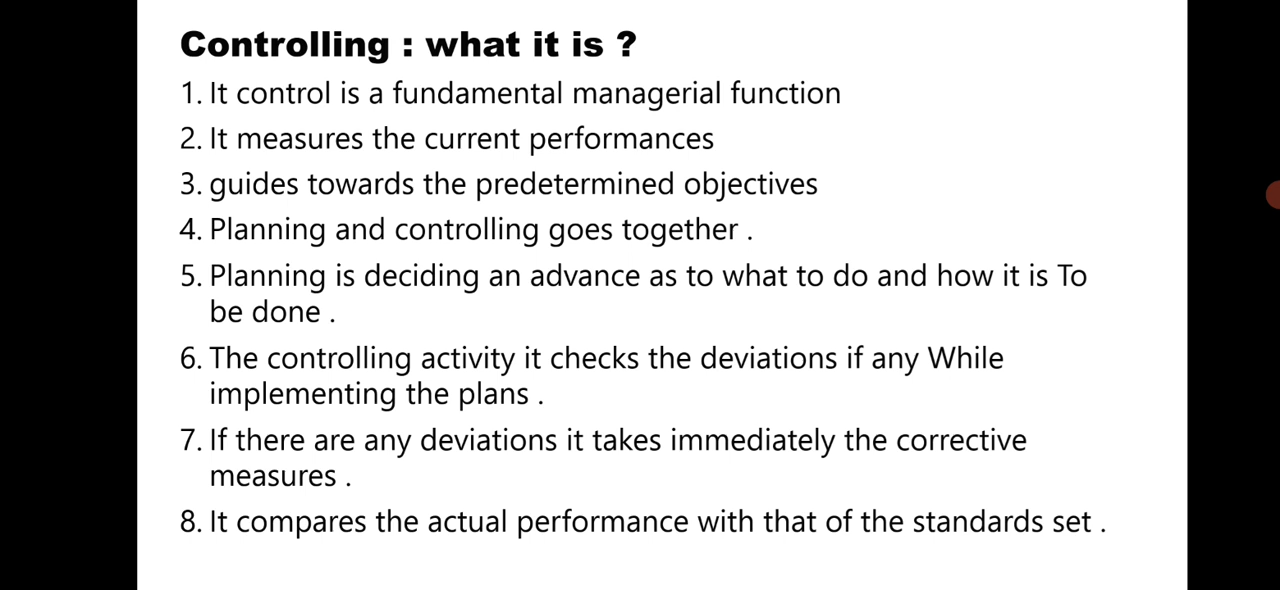 Controlling : what it is ?
1. It control is a fundamental managerial function
2. It measures the current performances
3. guides towards the predetermined objectives
4. Planning and controlling goes together .
5. Planning is deciding an advance as to what to do and how it is To
be done .
6. The controlling activity it checks the deviations if any While
implementing the plans .
7. If there are any deviations it takes immediately the corrective
measures .
8. It compares the actual performance with that of the standards set .